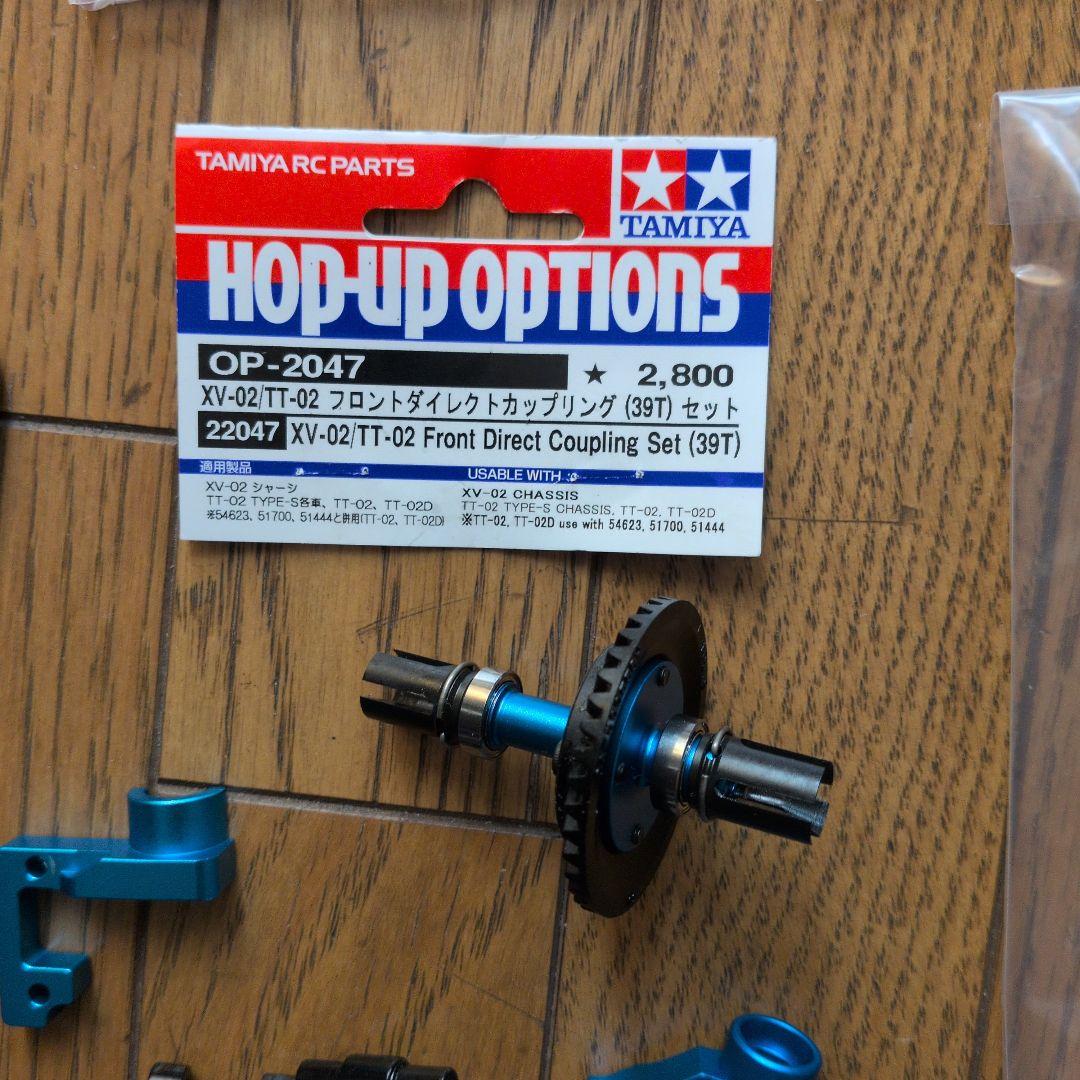 TAMIYA RC PARTS
TAMIYA
HOP-UP OPTIONS
OP-2047 ★ 2,800
XV-02/TT-02 フロントダイレクトカップリング (39T) セット
22047 XV-02/TT-02 Front Direct Coupling Set (39T)
適用製品 USABLE WITH
XV-02 シャーシ
TT-02 TYPE-S各車、TT-02、TT-02D
※54623、51700、51444と併用(TT-02、TT-02D)
XV-02 CHASSIS
TT-02 TYPE-S CHASSIS, TT-02, TT-02D
※TT-02, TT-02D use with 54623, 51700, 51444